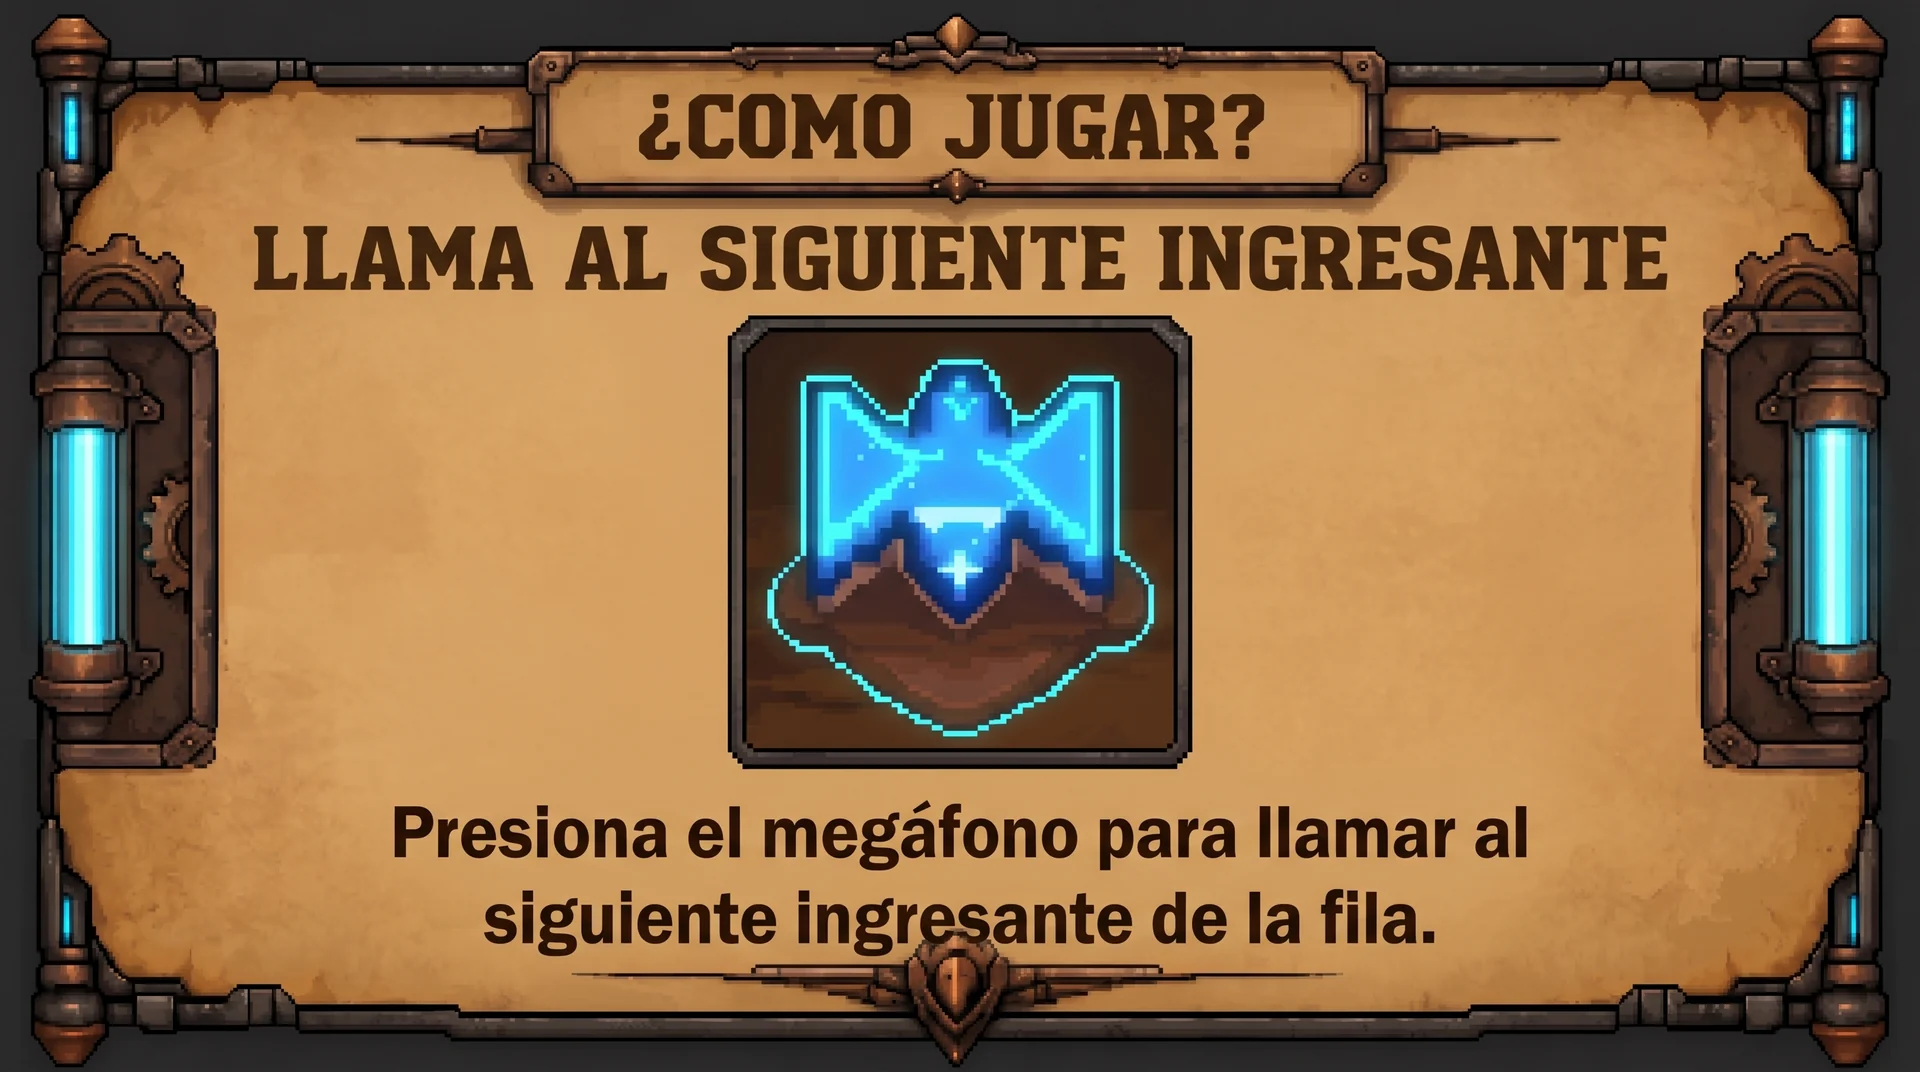 ¿COMO JUGAR?
LLAMA AL SIGUIENTE INGRESANTE
Presiona el megáfono para llamar al
siguiente ingresante de la fila.